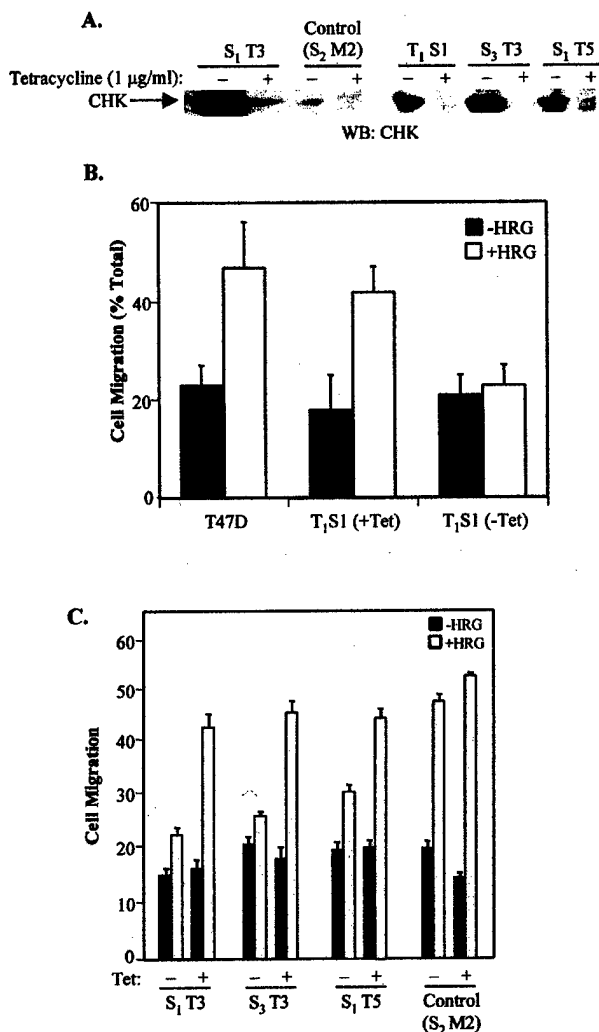 A.
S1 T3
Control
(S2 M2)
T1 S1
S3 T3
S1 T5
Tetracycline (1 μg/ml): – + – + – + – + – +
CHK
WB: CHK
B.
60
40
20
0
Cell Migration (% Total)
-HRG
+HRG
T47D
T1S1 (+Tet)
T1S1 (-Tet)
C.
60
50
40
30
20
10
0
Cell Migration
-HRG
+HRG
Tet: – + – + – + – +
S1 T3
S3 T3
S1 T5
Control
(S2 M2)